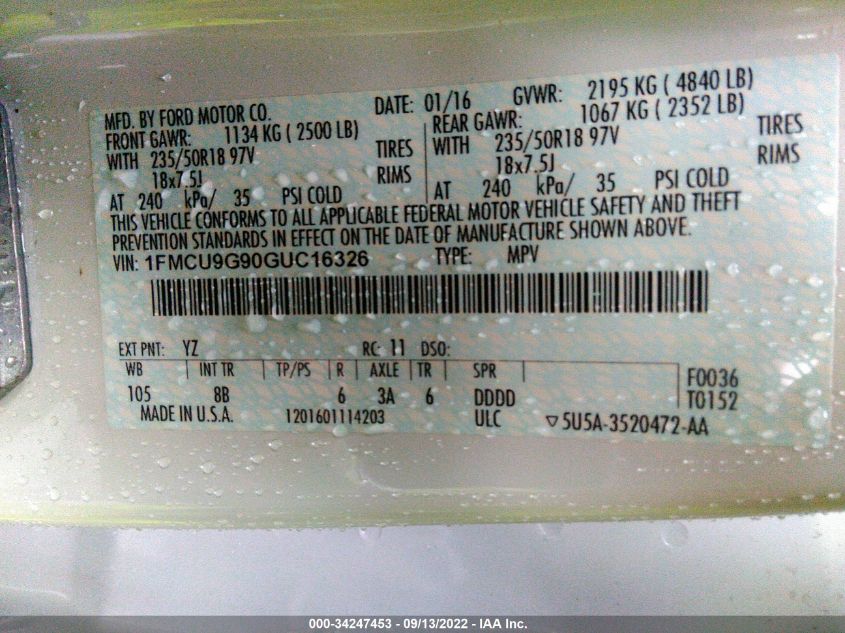 MFD. BY FORD MOTOR CO. DATE: 01/16 GVWR: 2195 KG ( 4840 LB)
FRONT GAWR: 1134 KG ( 2500 LB) REAR GAWR: 1067 KG ( 2352 LB)
WITH 235/50R18 97V TIRES WITH 235/50R18 97V TIRES
18x7.5J RIMS 18x7.5J RIMS
AT 240 kPa/ 35 PSI COLD AT 240 kPa/ 35 PSI COLD
THIS VEHICLE CONFORMS TO ALL APPLICABLE FEDERAL MOTOR VEHICLE SAFETY AND THEFT
PREVENTION STANDARDS IN EFFECT ON THE DATE OF MANUFACTURE SHOWN ABOVE.
VIN: 1FMCU9G90GUC16326 TYPE: MPV
EXT PNT: YZ RC: 11 DSO:
WB INT TR TP/PS R AXLE TR SPR F0036
105 8B 6 3A 6 DDDD T0152
MADE IN U.S.A. 1201601114203 ULC ▽5U5A-3520472-AA
000-34247453 - 09/13/2022 - IAA Inc.